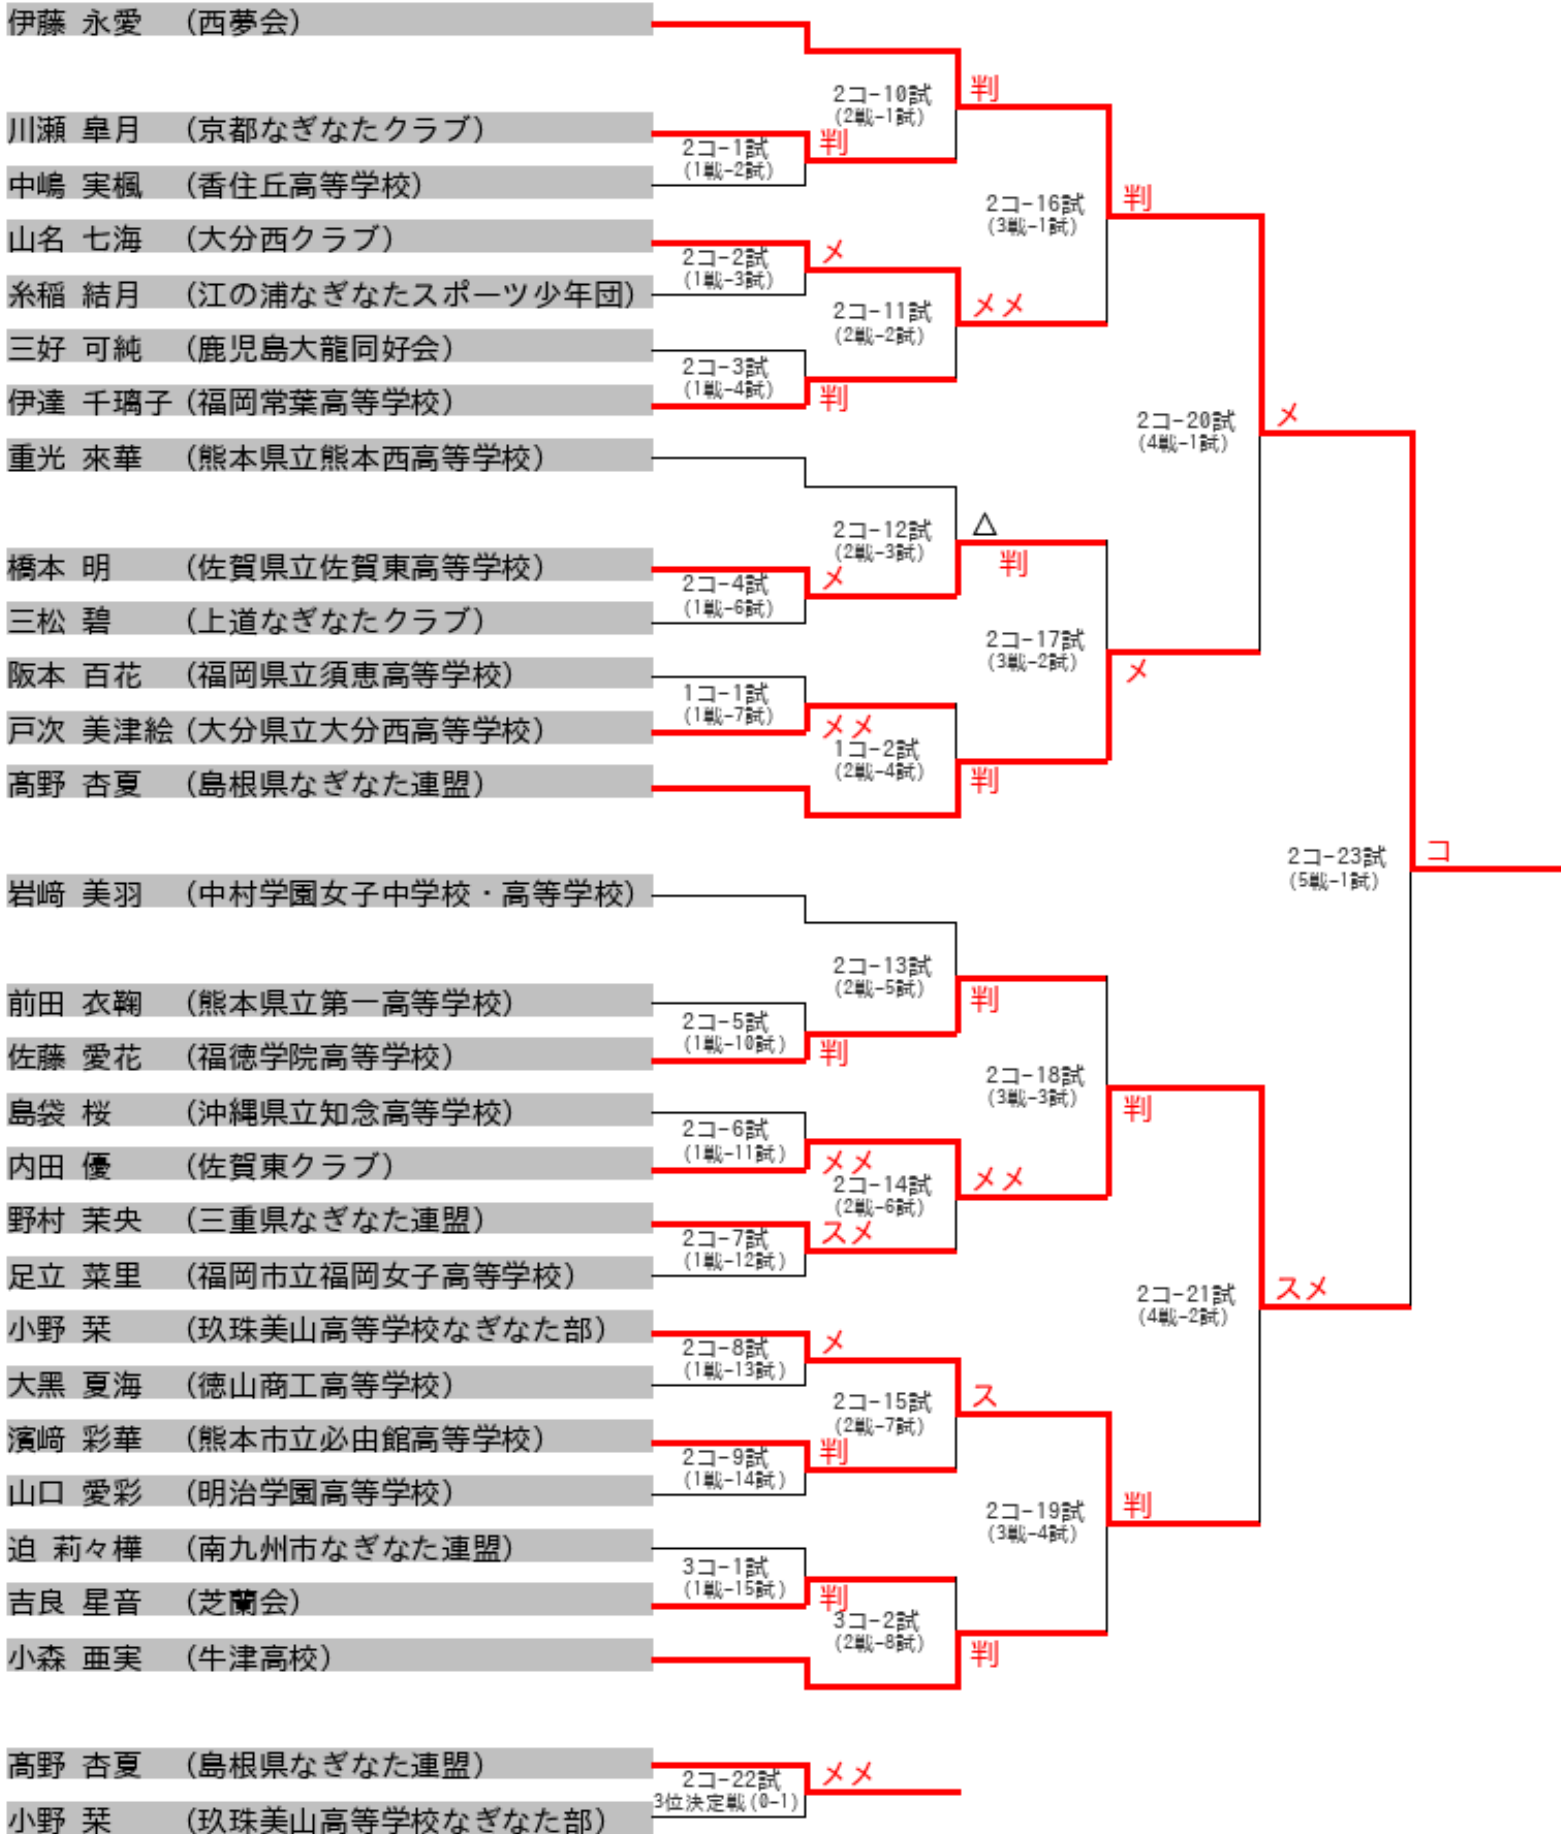 伊藤 永愛 （西夢会）
2コ-10試
(2戦-1試)
判
川瀬 皐月 （京都なぎなたクラブ）
2コ-1試
(1戦-2試)
判
中嶋 実楓 （香住丘高等学校）
2コ-16試
(3戦-1試)
判
山名 七海 （大分西クラブ）
2コ-2試
(1戦-3試)
メ
糸稲 結月 （江の浦なぎなたスポーツ少年団）
2コ-11試
(2戦-2試)
メメ
三好 可純 （鹿児島大龍同好会）
2コ-3試
(1戦-4試)
判
伊達 千璃子（福岡常葉高等学校）
2コ-20試
(4戦-1試)
メ
重光 來華 （熊本県立熊本西高等学校）
2コ-12試
(2戦-3試)
△
判
橋本 明 （佐賀県立佐賀東高等学校）
2コ-4試
(1戦-6試)
メ
三松 碧 （上道なぎなたクラブ）
2コ-17試
(3戦-2試)
メ
阪本 百花 （福岡県立須恵高等学校）
1コ-1試
(1戦-7試)
メメ
戸次 美津絵（大分県立大分西高等学校）
1コ-2試
(2戦-4試)
判
髙野 杏夏 （島根県なぎなた連盟）
2コ-23試
(5戦-1試)
コ
岩﨑 美羽 （中村学園女子中学校・高等学校）
2コ-13試
(2戦-5試)
判
前田 衣鞠 （熊本県立第一高等学校）
2コ-5試
(1戦-10試)
判
佐藤 愛花 （福徳学院高等学校）
2コ-18試
(3戦-3試)
判
島袋 桜 （沖縄県立知念高等学校）
2コ-6試
(1戦-11試)
メメ
内田 優 （佐賀東クラブ）
2コ-14試
(2戦-6試)
メメ
野村 茉央 （三重県なぎなた連盟）
2コ-7試
(1戦-12試)
スメ
足立 菜里 （福岡市立福岡女子高等学校）
2コ-21試
(4戦-2試)
スメ
小野 栞 （玖珠美山高等学校なぎなた部）
2コ-8試
(1戦-13試)
メ
大黑 夏海 （徳山商工高等学校）
2コ-15試
(2戦-7試)
ス
濱﨑 彩華 （熊本市立必由館高等学校）
2コ-9試
(1戦-14試)
判
山口 愛彩 （明治学園高等学校）
2コ-19試
(3戦-4試)
判
迫 莉々樺 （南九州市なぎなた連盟）
3コ-1試
(1戦-15試)
判
吉良 星音 （芝蘭会）
3コ-2試
(2戦-8試)
判
小森 亜実 （牛津高校）
髙野 杏夏 （島根県なぎなた連盟）
2コ-22試
3位決定戦(0-1)
メメ
小野 栞 （玖珠美山高等学校なぎなた部）